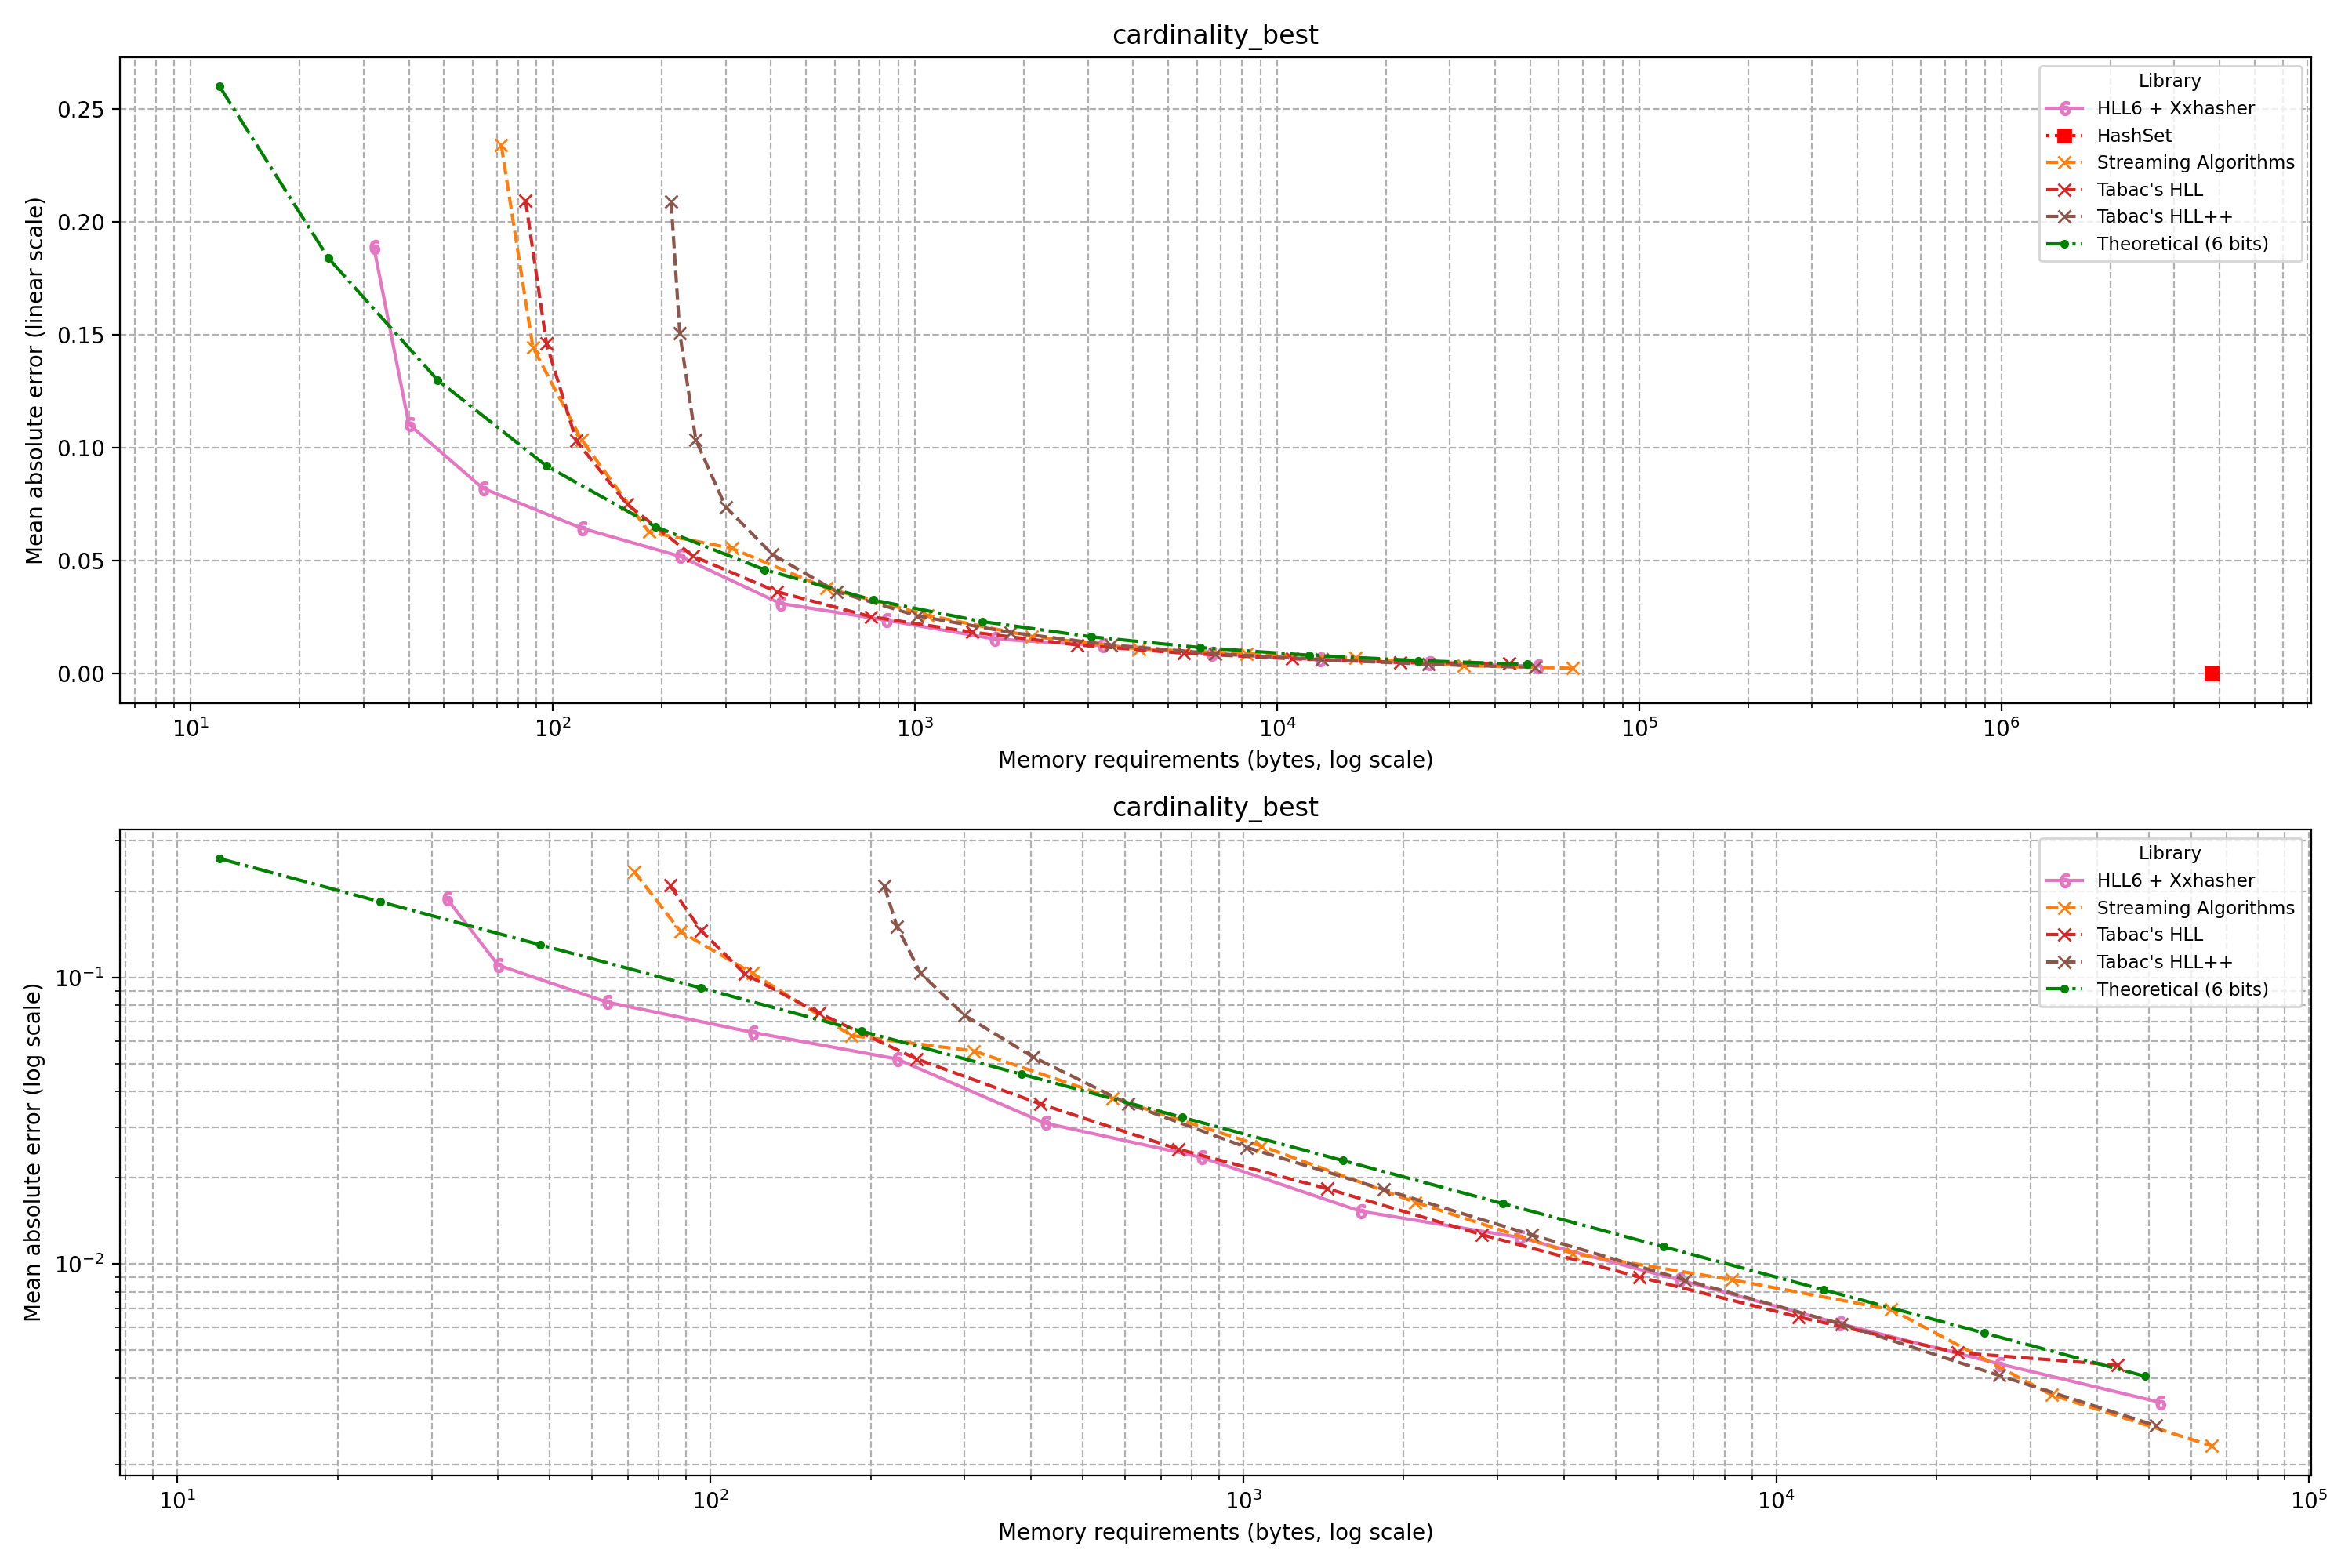 cardinality_best
Mean absolute error (linear scale)
0.25
0.20
0.15
0.10
0.05
0.00
10¹ 10² 10³ 10⁴ 10⁵ 10⁶
Memory requirements (bytes, log scale)
Library
HLL6 + Xxhasher
HashSet
Streaming Algorithms
Tabac's HLL
Tabac's HLL++
Theoretical (6 bits)
cardinality_best
Mean absolute error (log scale)
10⁻¹
10⁻²
10¹ 10² 10³ 10⁴ 10⁵
Memory requirements (bytes, log scale)
Library
HLL6 + Xxhasher
Streaming Algorithms
Tabac's HLL
Tabac's HLL++
Theoretical (6 bits)